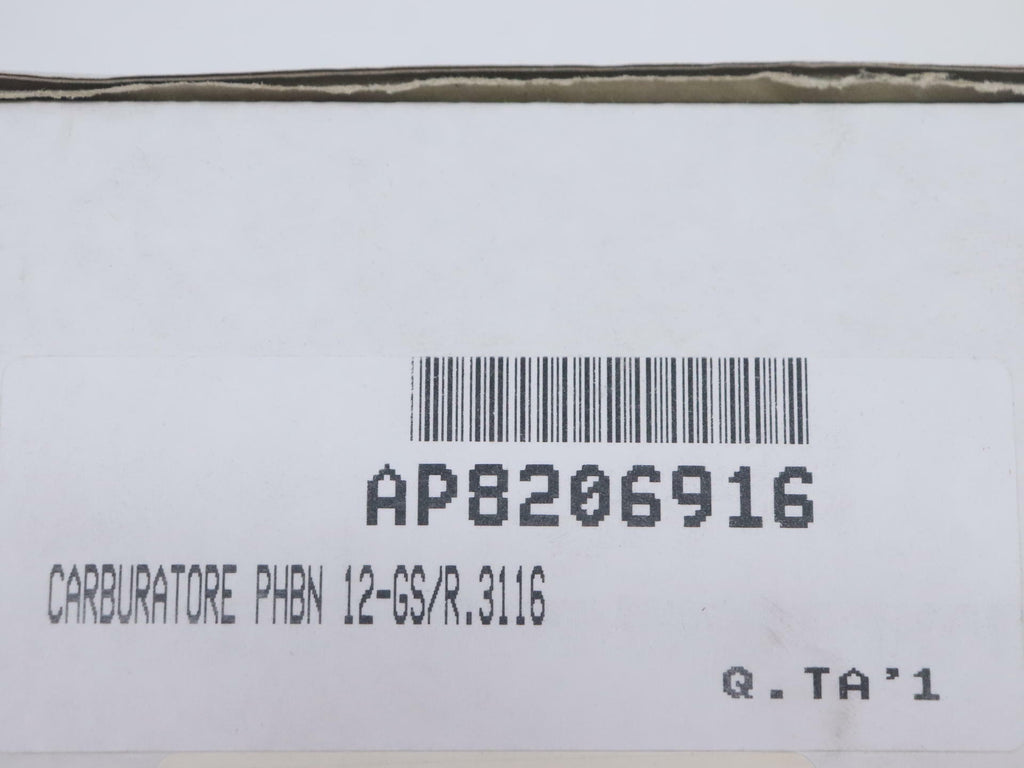 AP8206916
CARBURATORE PHBN 12-GS/R.3116
Q.TA'1